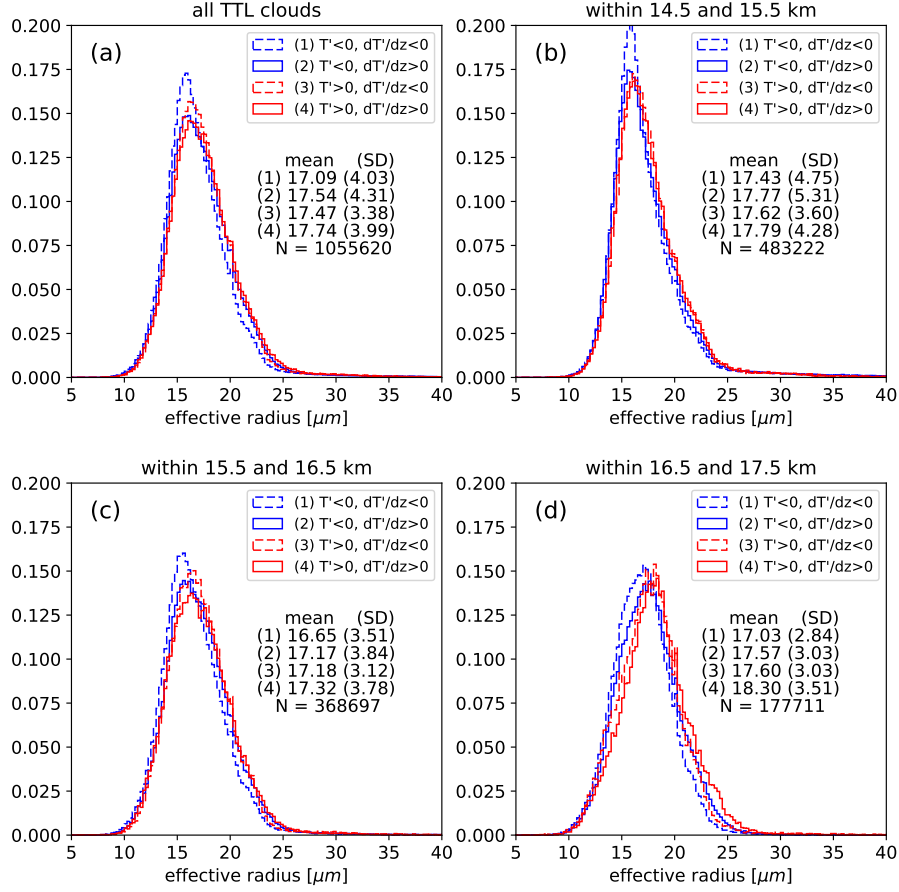 all TTL clouds
0.200
0.175
0.150
0.125
0.100
0.075
0.050
0.025
0.000
(a)
(1) T'<0, dT'/dz<0
(2) T'<0, dT'/dz>0
(3) T'>0, dT'/dz<0
(4) T'>0, dT'/dz>0
mean (SD)
(1) 17.09 (4.03)
(2) 17.54 (4.31)
(3) 17.47 (3.38)
(4) 17.74 (3.99)
N = 1055620
5 10 15 20 25 30 35 40
effective radius [μm]
within 14.5 and 15.5 km
0.200
0.175
0.150
0.125
0.100
0.075
0.050
0.025
0.000
(b)
(1) T'<0, dT'/dz<0
(2) T'<0, dT'/dz>0
(3) T'>0, dT'/dz<0
(4) T'>0, dT'/dz>0
mean (SD)
(1) 17.43 (4.75)
(2) 17.77 (5.31)
(3) 17.62 (3.60)
(4) 17.79 (4.28)
N = 483222
5 10 15 20 25 30 35 40
effective radius [μm]
within 15.5 and 16.5 km
0.200
0.175
0.150
0.125
0.100
0.075
0.050
0.025
0.000
(c)
(1) T'<0, dT'/dz<0
(2) T'<0, dT'/dz>0
(3) T'>0, dT'/dz<0
(4) T'>0, dT'/dz>0
mean (SD)
(1) 16.65 (3.51)
(2) 17.17 (3.84)
(3) 17.18 (3.12)
(4) 17.32 (3.78)
N = 368697
5 10 15 20 25 30 35 40
effective radius [μm]
within 16.5 and 17.5 km
0.200
0.175
0.150
0.125
0.100
0.075
0.050
0.025
0.000
(d)
(1) T'<0, dT'/dz<0
(2) T'<0, dT'/dz>0
(3) T'>0, dT'/dz<0
(4) T'>0, dT'/dz>0
mean (SD)
(1) 17.03 (2.84)
(2) 17.57 (3.03)
(3) 17.60 (3.03)
(4) 18.30 (3.51)
N = 177711
5 10 15 20 25 30 35 40
effective radius [μm]